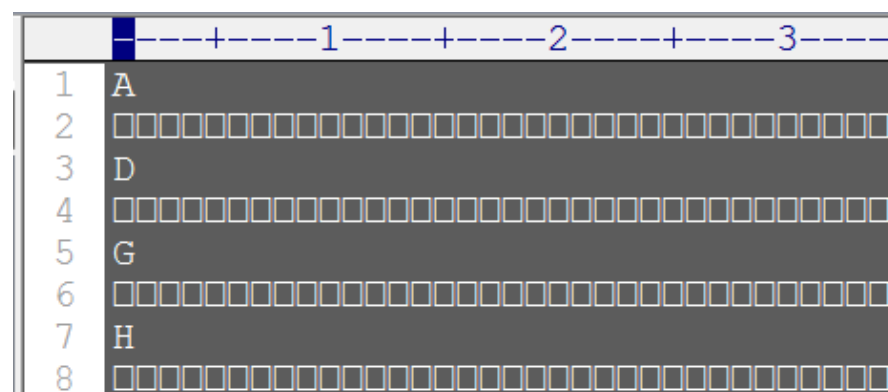 ----+----1----+----2----+----3----
1 A
2 □□□□□□□□□□□□□□□□□□□□□□□□□□□□□□□□□□
3 D
4 □□□□□□□□□□□□□□□□□□□□□□□□□□□□□□□□□□
5 G
6 □□□□□□□□□□□□□□□□□□□□□□□□□□□□□□□□□□
7 H
8 □□□□□□□□□□□□□□□□□□□□□□□□□□□□□□□□□□